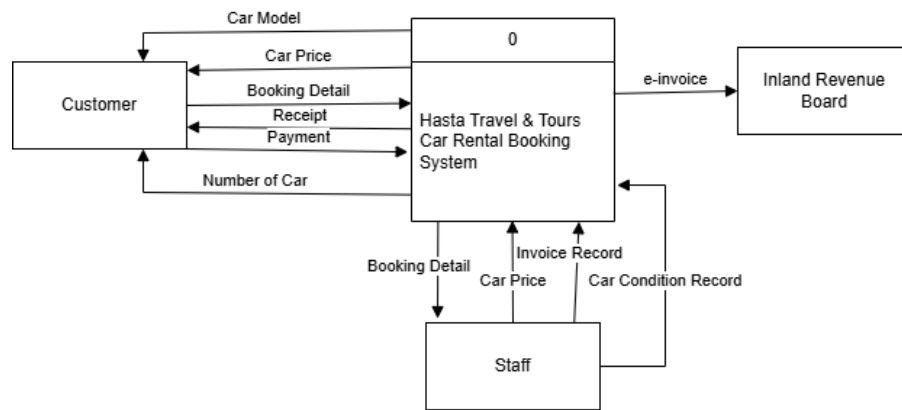 Car Model
0
Car Price
Customer
Booking Detail
Receipt
Payment
Number of Car
Hasta Travel & Tours
Car Rental Booking
System
e-invoice
Inland Revenue
Board
Booking Detail
Car Price
Invoice Record
Car Condition Record
Staff